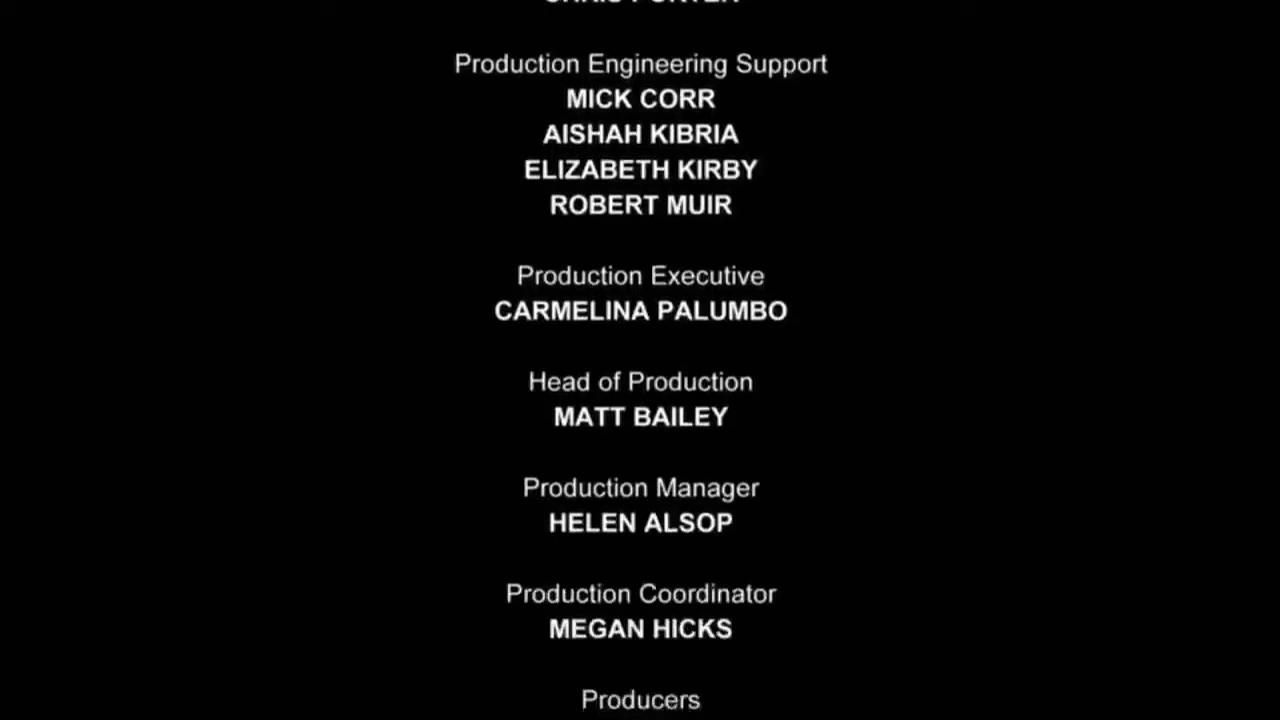 Production Engineering Support
MICK CORR
AISHAH KIBRIA
ELIZABETH KIRBY
ROBERT MUIR
Production Executive
CARMELINA PALUMBO
Head of Production
MATT BAILEY
Production Manager
HELEN ALSOP
Production Coordinator
MEGAN HICKS
Producers